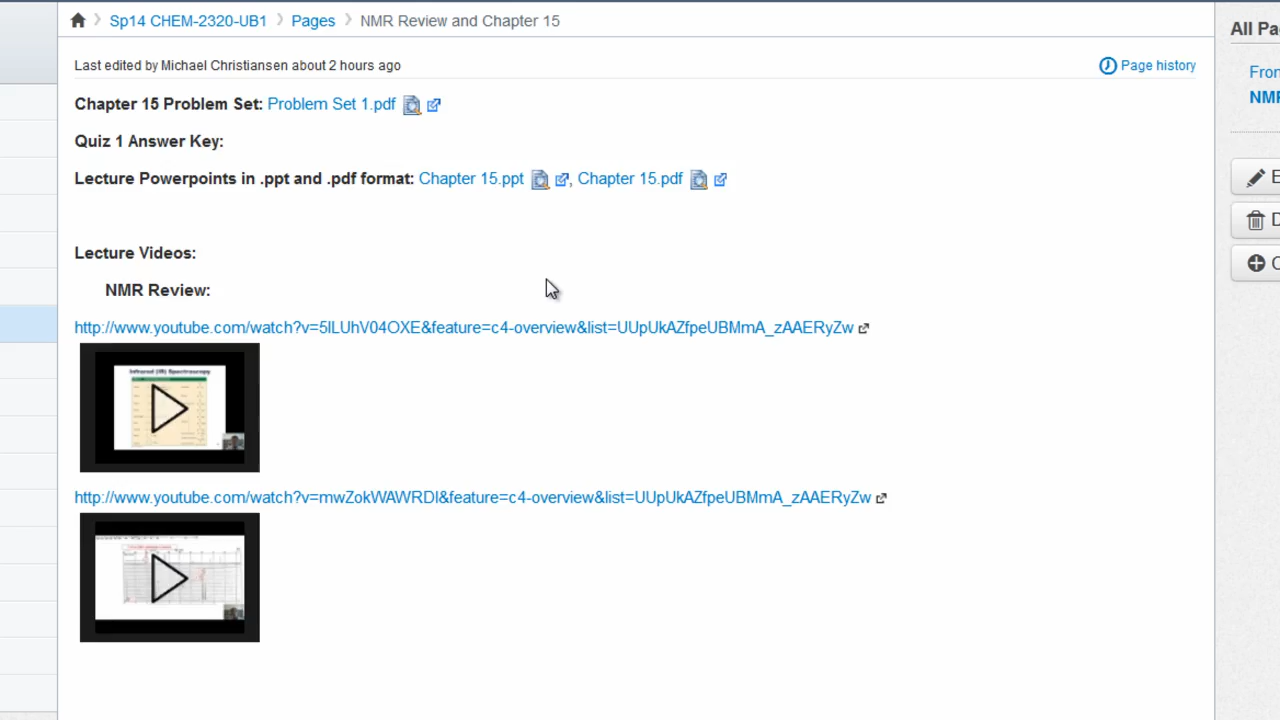 Sp14 CHEM-2320-UB1 Pages NMR Review and Chapter 15
All Pa
Last edited by Michael Christiansen about 2 hours ago
Page history
From
NMR
Chapter 15 Problem Set: Problem Set 1.pdf
Quiz 1 Answer Key:
Lecture Powerpoints in .ppt and .pdf format: Chapter 15.ppt , Chapter 15.pdf
E
D
C
Lecture Videos:
NMR Review:
http://www.youtube.com/watch?v=5lLUhV04OXE&feature=c4-overview&list=UUpUkAZfpeUBMmA_zAAERyZw
Infrared (IR) Spectroscopy
http://www.youtube.com/watch?v=mwZokWAWRDI&feature=c4-overview&list=UUpUkAZfpeUBMmA_zAAERyZw